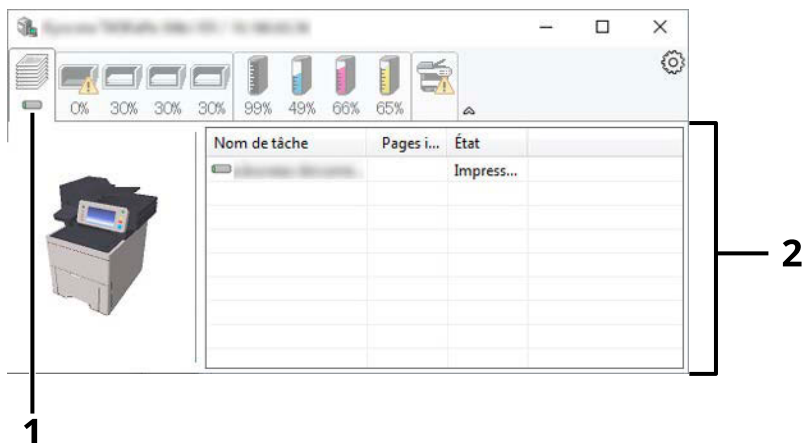 0% 30% 30% 30% 99% 49% 66% 65%
Nom de tâche Pages i... État
Impress...
2
1